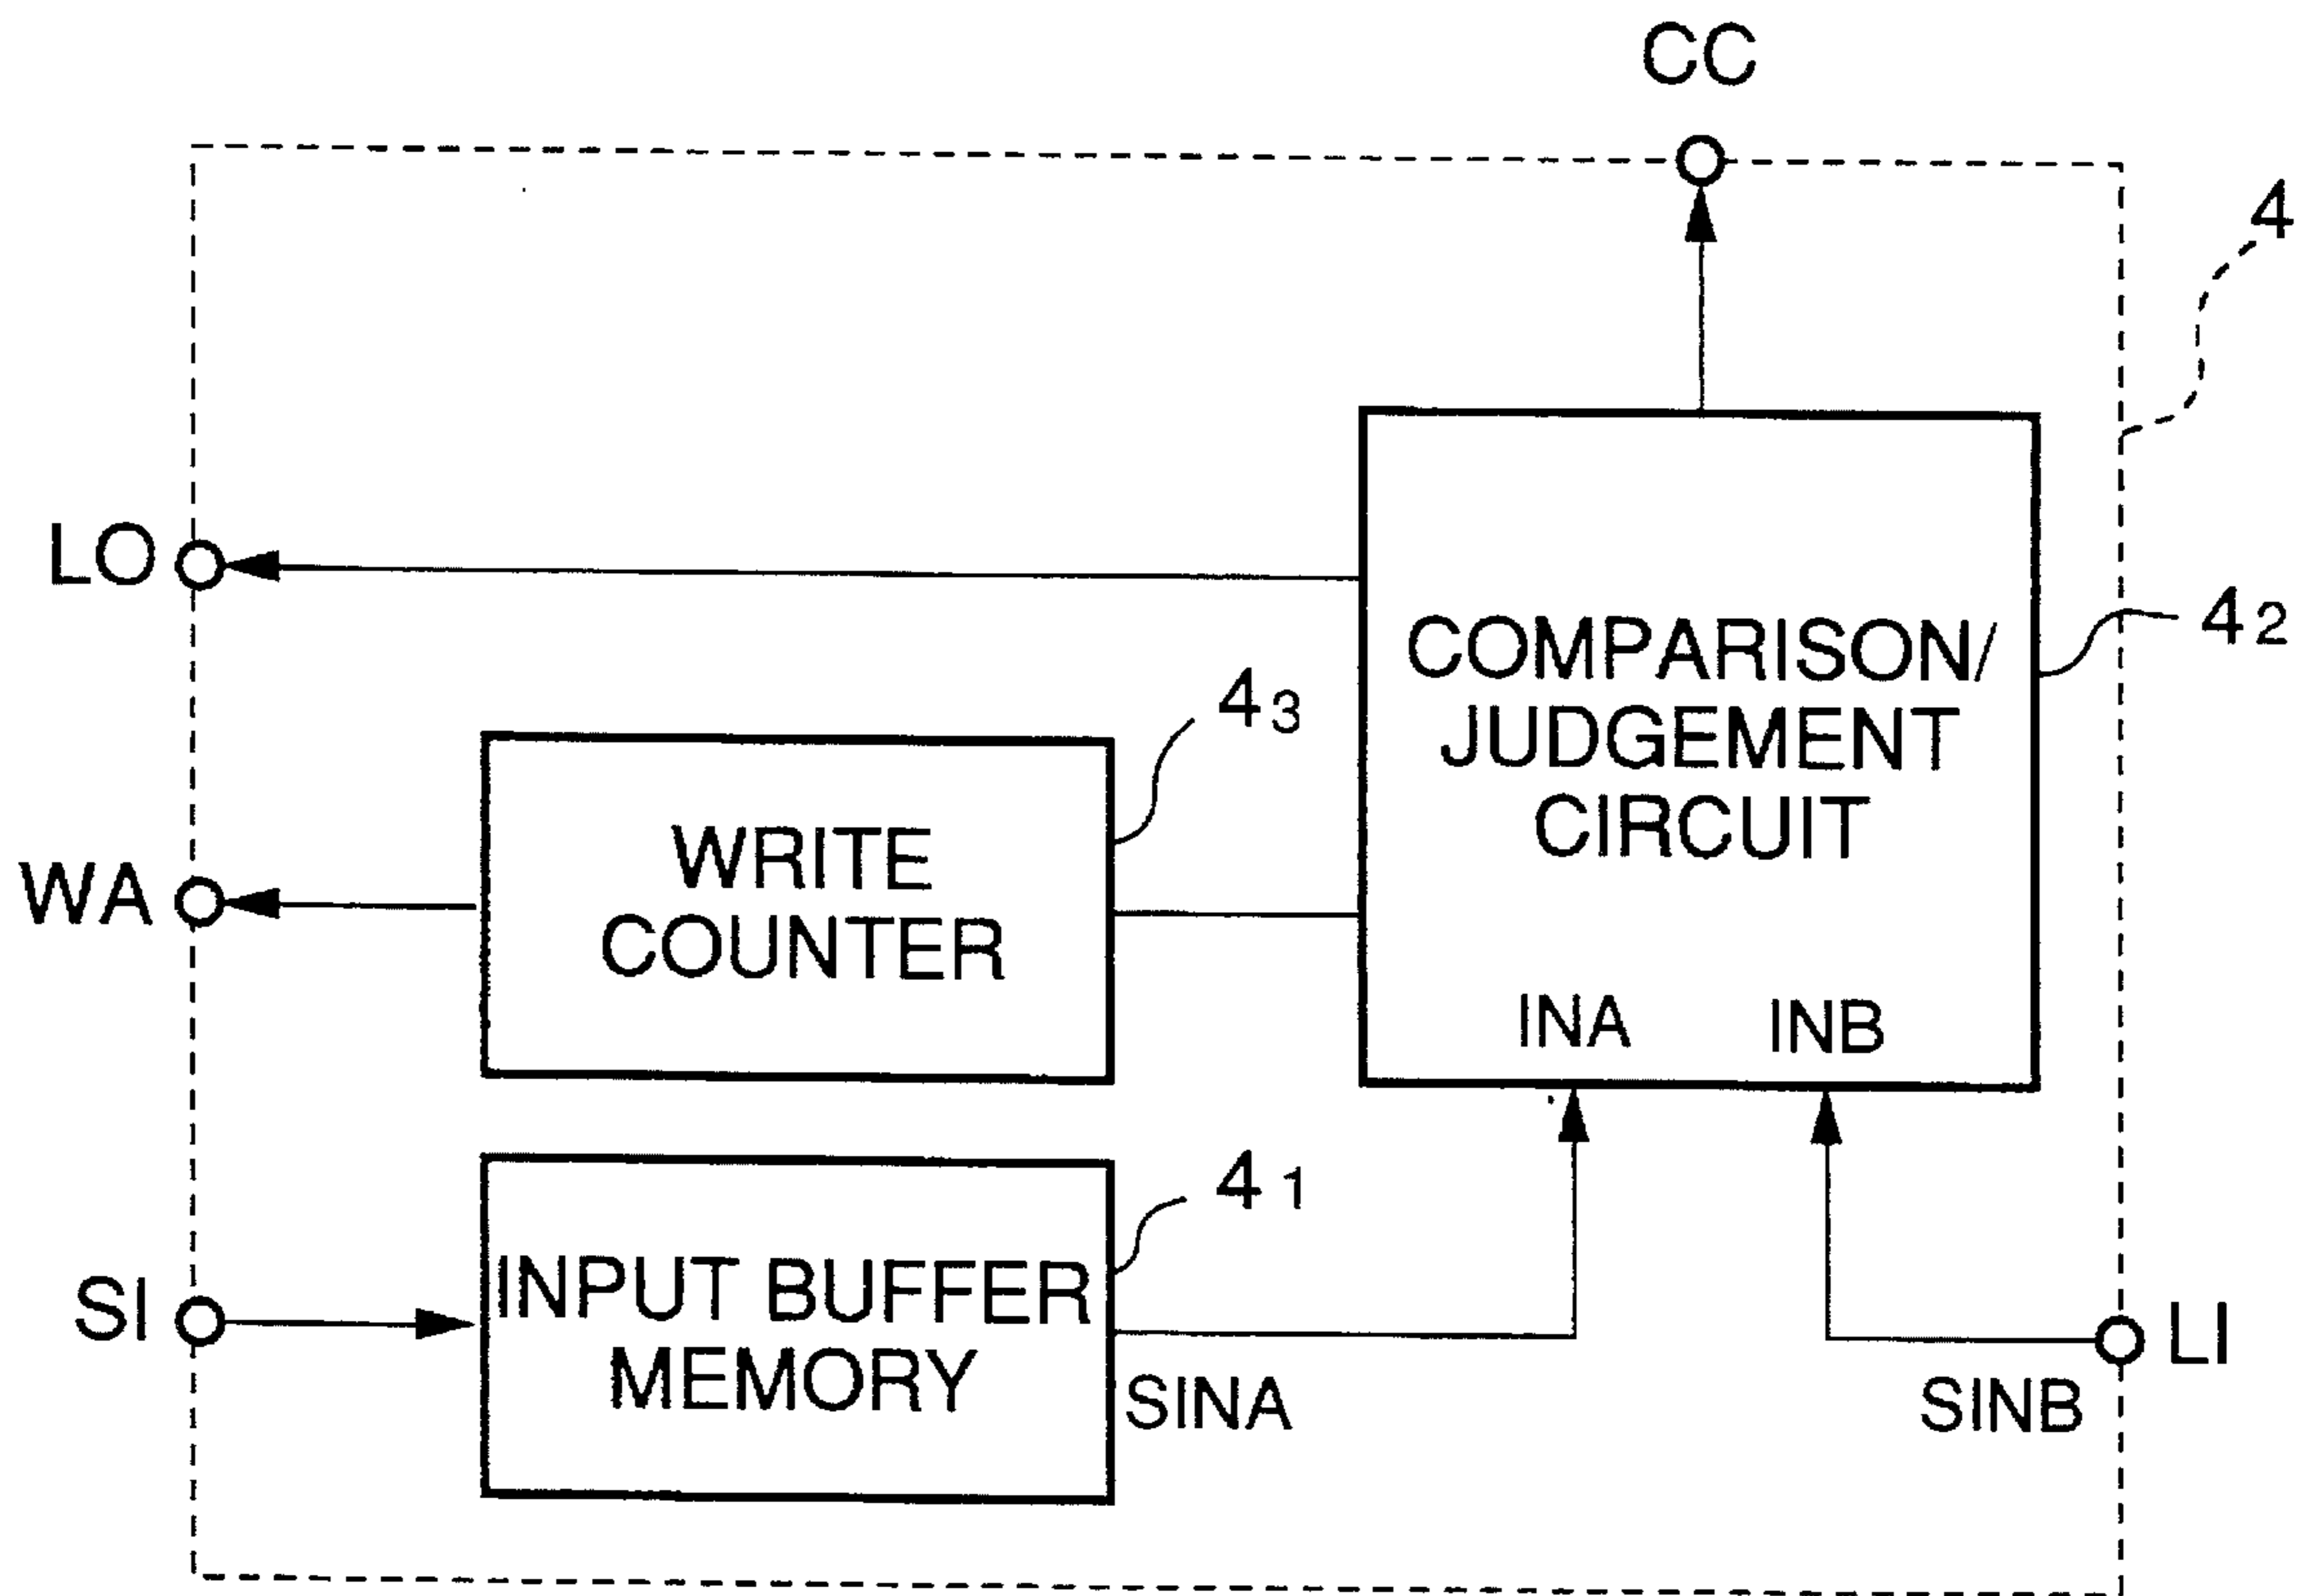 CC
4
LO
COMPARISON/
JUDGEMENT
CIRCUIT
4₂
4₃
WRITE
COUNTER
WA
INA
INB
4₁
INPUT BUFFER
MEMORY
SI
SINA
SINB
LI